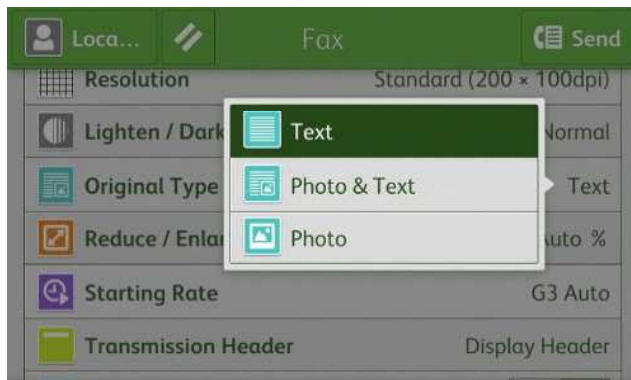 Loca... Fax Send
Resolution Standard (200 × 100dpi)
Lighten / Dark Normal
Text
Photo & Text
Photo
Original Type Text
Reduce / Enlar Auto %
Starting Rate G3 Auto
Transmission Header Display Header